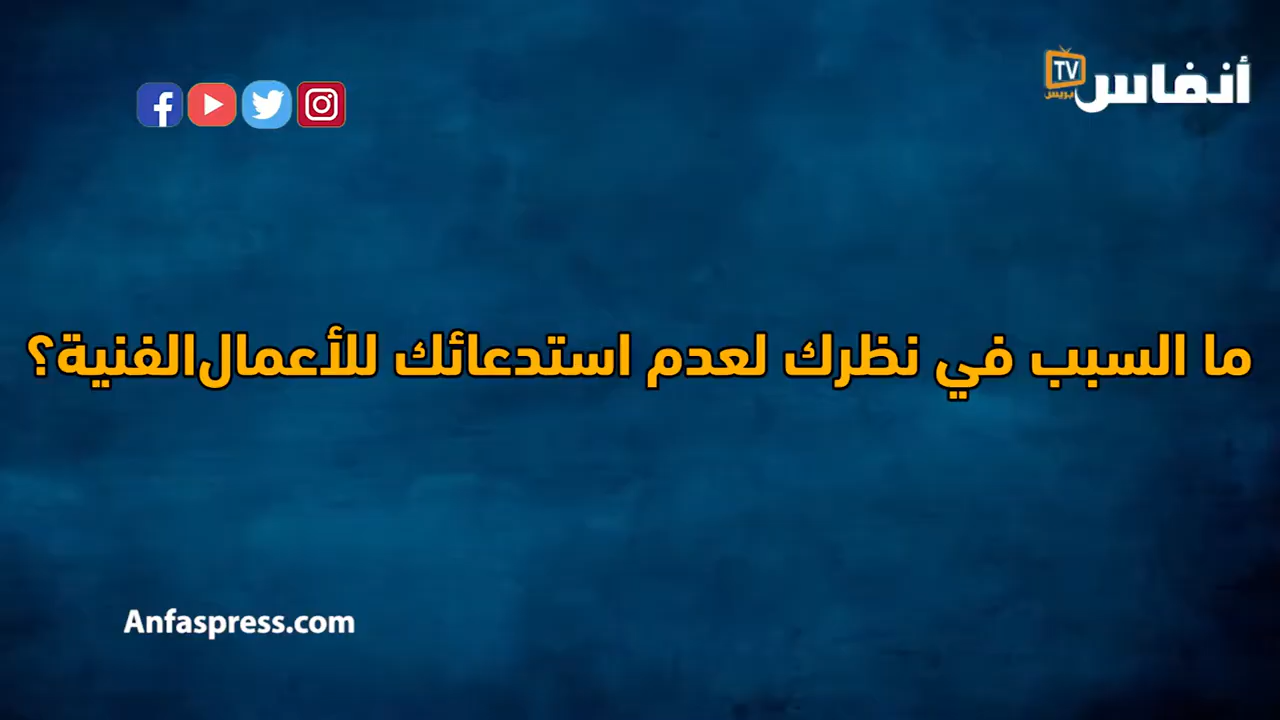 أنفاس
TV
بريس
ما السبب في نظرك لعدم استدعائك للأعمال الفنية؟
Anfaspress.com